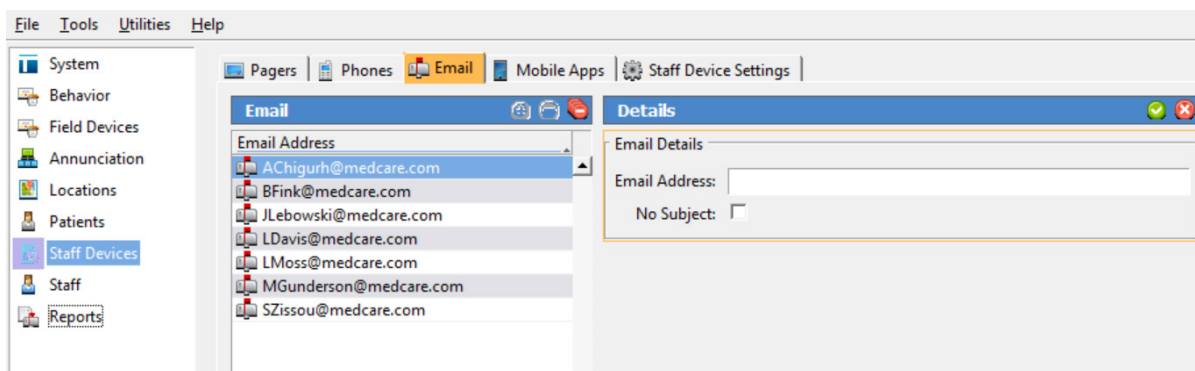 File Tools Utilities Help
System
Behavior
Field Devices
Annunciation
Locations
Patients
Staff Devices
Staff
Reports
Pagers Phones Email Mobile Apps Staff Device Settings
Email
Email Address
AChigurh@medcare.com
BFink@medcare.com
JLebowski@medcare.com
LDavis@medcare.com
LMoss@medcare.com
MGunderson@medcare.com
SZissou@medcare.com
Details
Email Details
Email Address:
No Subject: